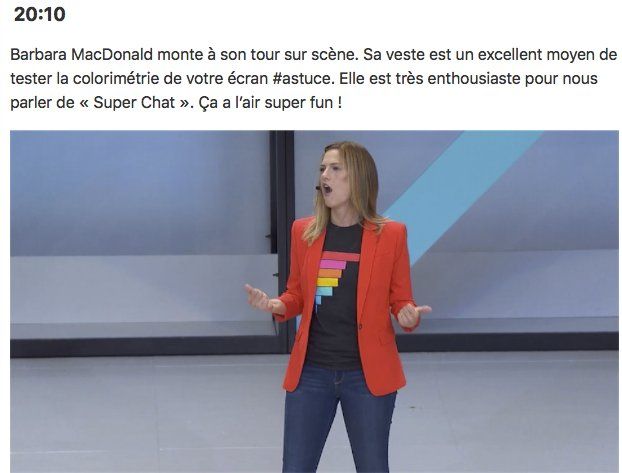 20:10
Barbara MacDonald monte à son tour sur scène. Sa veste est un excellent moyen de
tester la colorimétrie de votre écran #astuce. Elle est très enthousiaste pour nous
parler de « Super Chat ». Ça a l’air super fun !